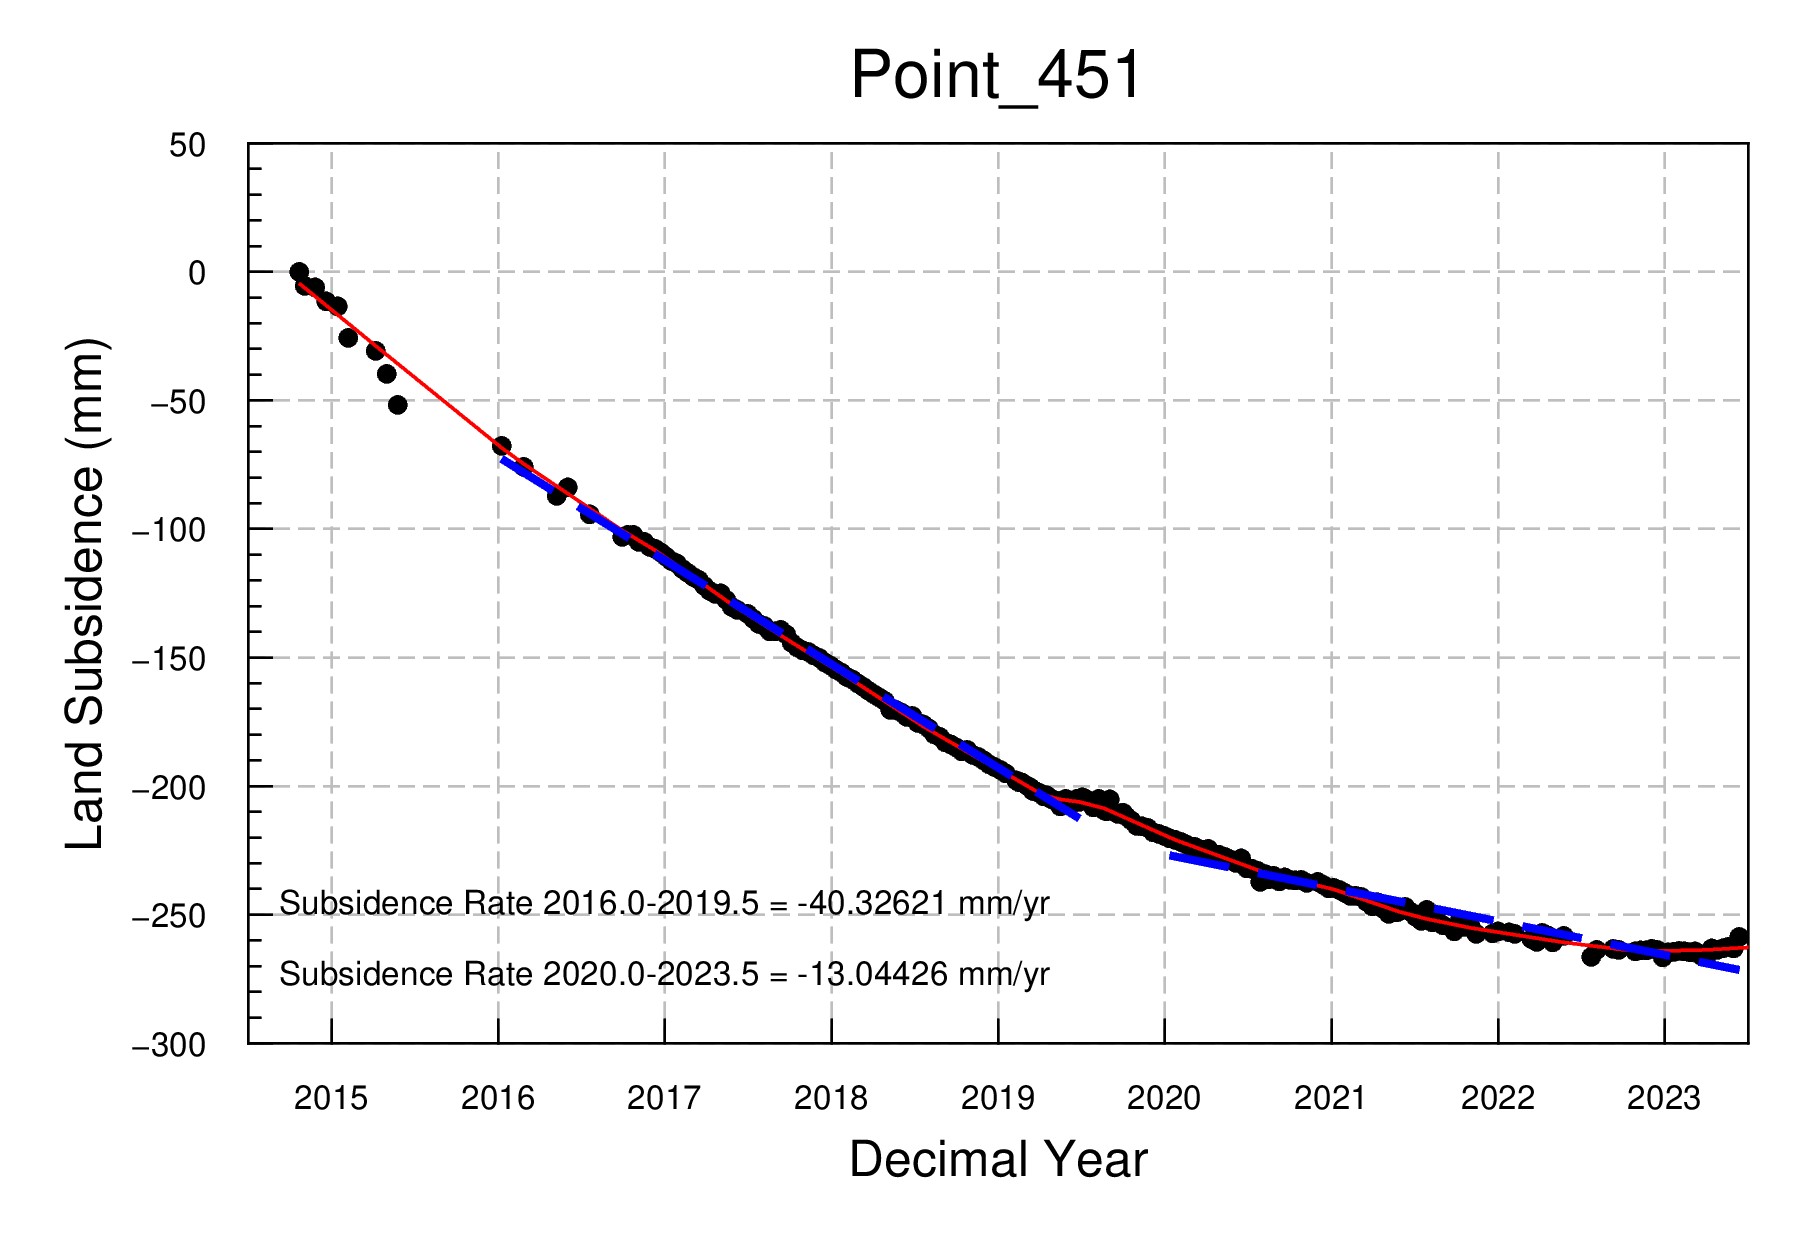 Point_451
50
0
−50
−100
−150
−200
−250
−300
Land Subsidence (mm)
Subsidence Rate 2016.0-2019.5 = -40.32621 mm/yr
Subsidence Rate 2020.0-2023.5 = -13.04426 mm/yr
2015 2016 2017 2018 2019 2020 2021 2022 2023
Decimal Year